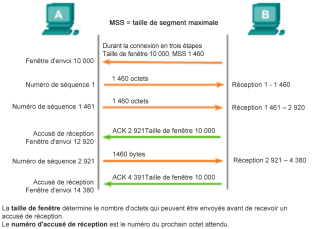 A
B
MSS = taille de segment maximale
Durant la connexion en trois étapes
Taille de fenêtre 10 000, MSS 1 460
Fenêtre d'envoi 10 000
1 460 octets
Numéro de séquence 1
Réception 1 - 1 460
1 460 octets
Numéro de séquence 1 461
Réception 1 461 – 2 920
ACK 2 921Taille de fenêtre 10 000
Accusé de réception
Fenêtre d'envoi 12 920
1460 bytes
Numéro de séquence 2 921
Réception 2 921 – 4 380
ACK 4 391Taille de fenêtre 10 000
Accusé de réception
Fenêtre d'envoi 14 380
La taille de fenêtre détermine le nombre d'octets qui peuvent être envoyés avant de recevoir un
accusé de réception.
Le numéro d'accusé de réception est le numéro du prochain octet attendu.